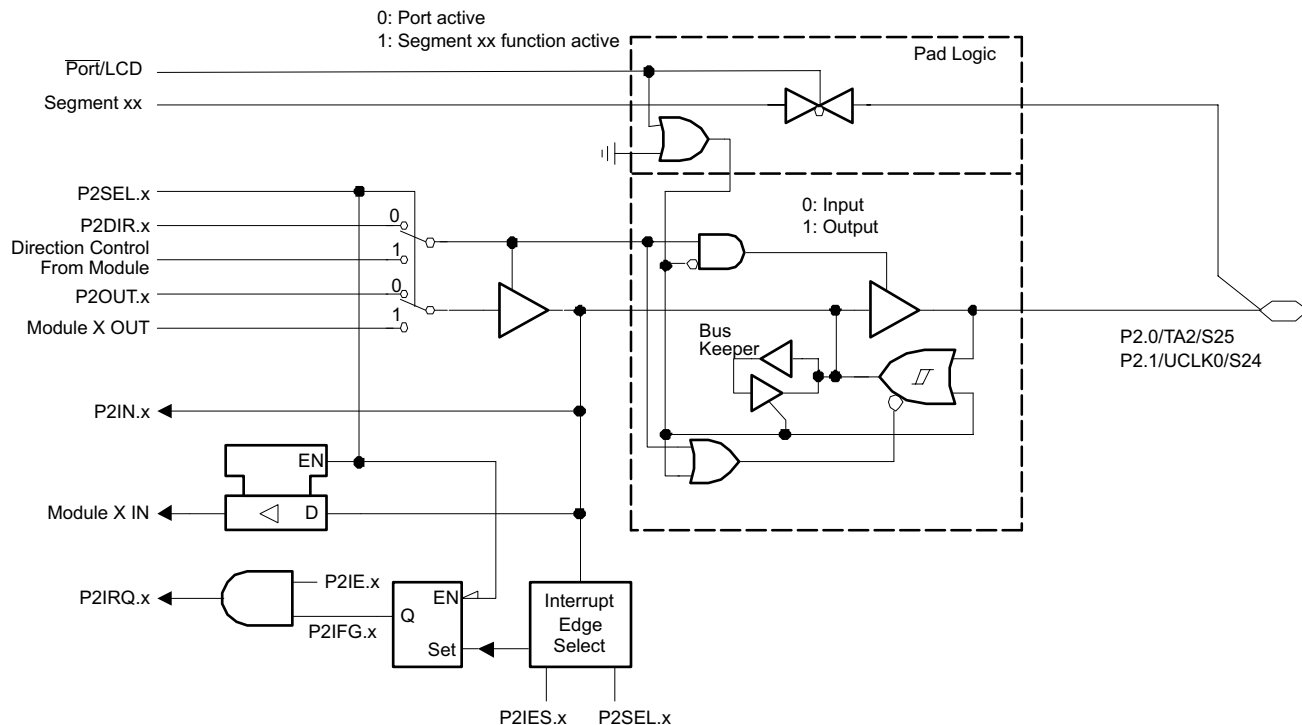 0: Port active
1: Segment xx function active
Pad Logic
Port/LCD
Segment xx
P2SEL.x
0: Input
1: Output
0
P2DIR.x
Direction Control
From Module
1
0
P2OUT.x
1
Module X OUT
Bus
Keeper
P2.0/TA2/S25
P2.1/UCLK0/S24
P2IN.x
EN
Module X IN
D
P2IE.x
P2IRQ.x
EN
Q
P2IFG.x
Set
Interrupt
Edge
Select
P2IES.x
P2SEL.x